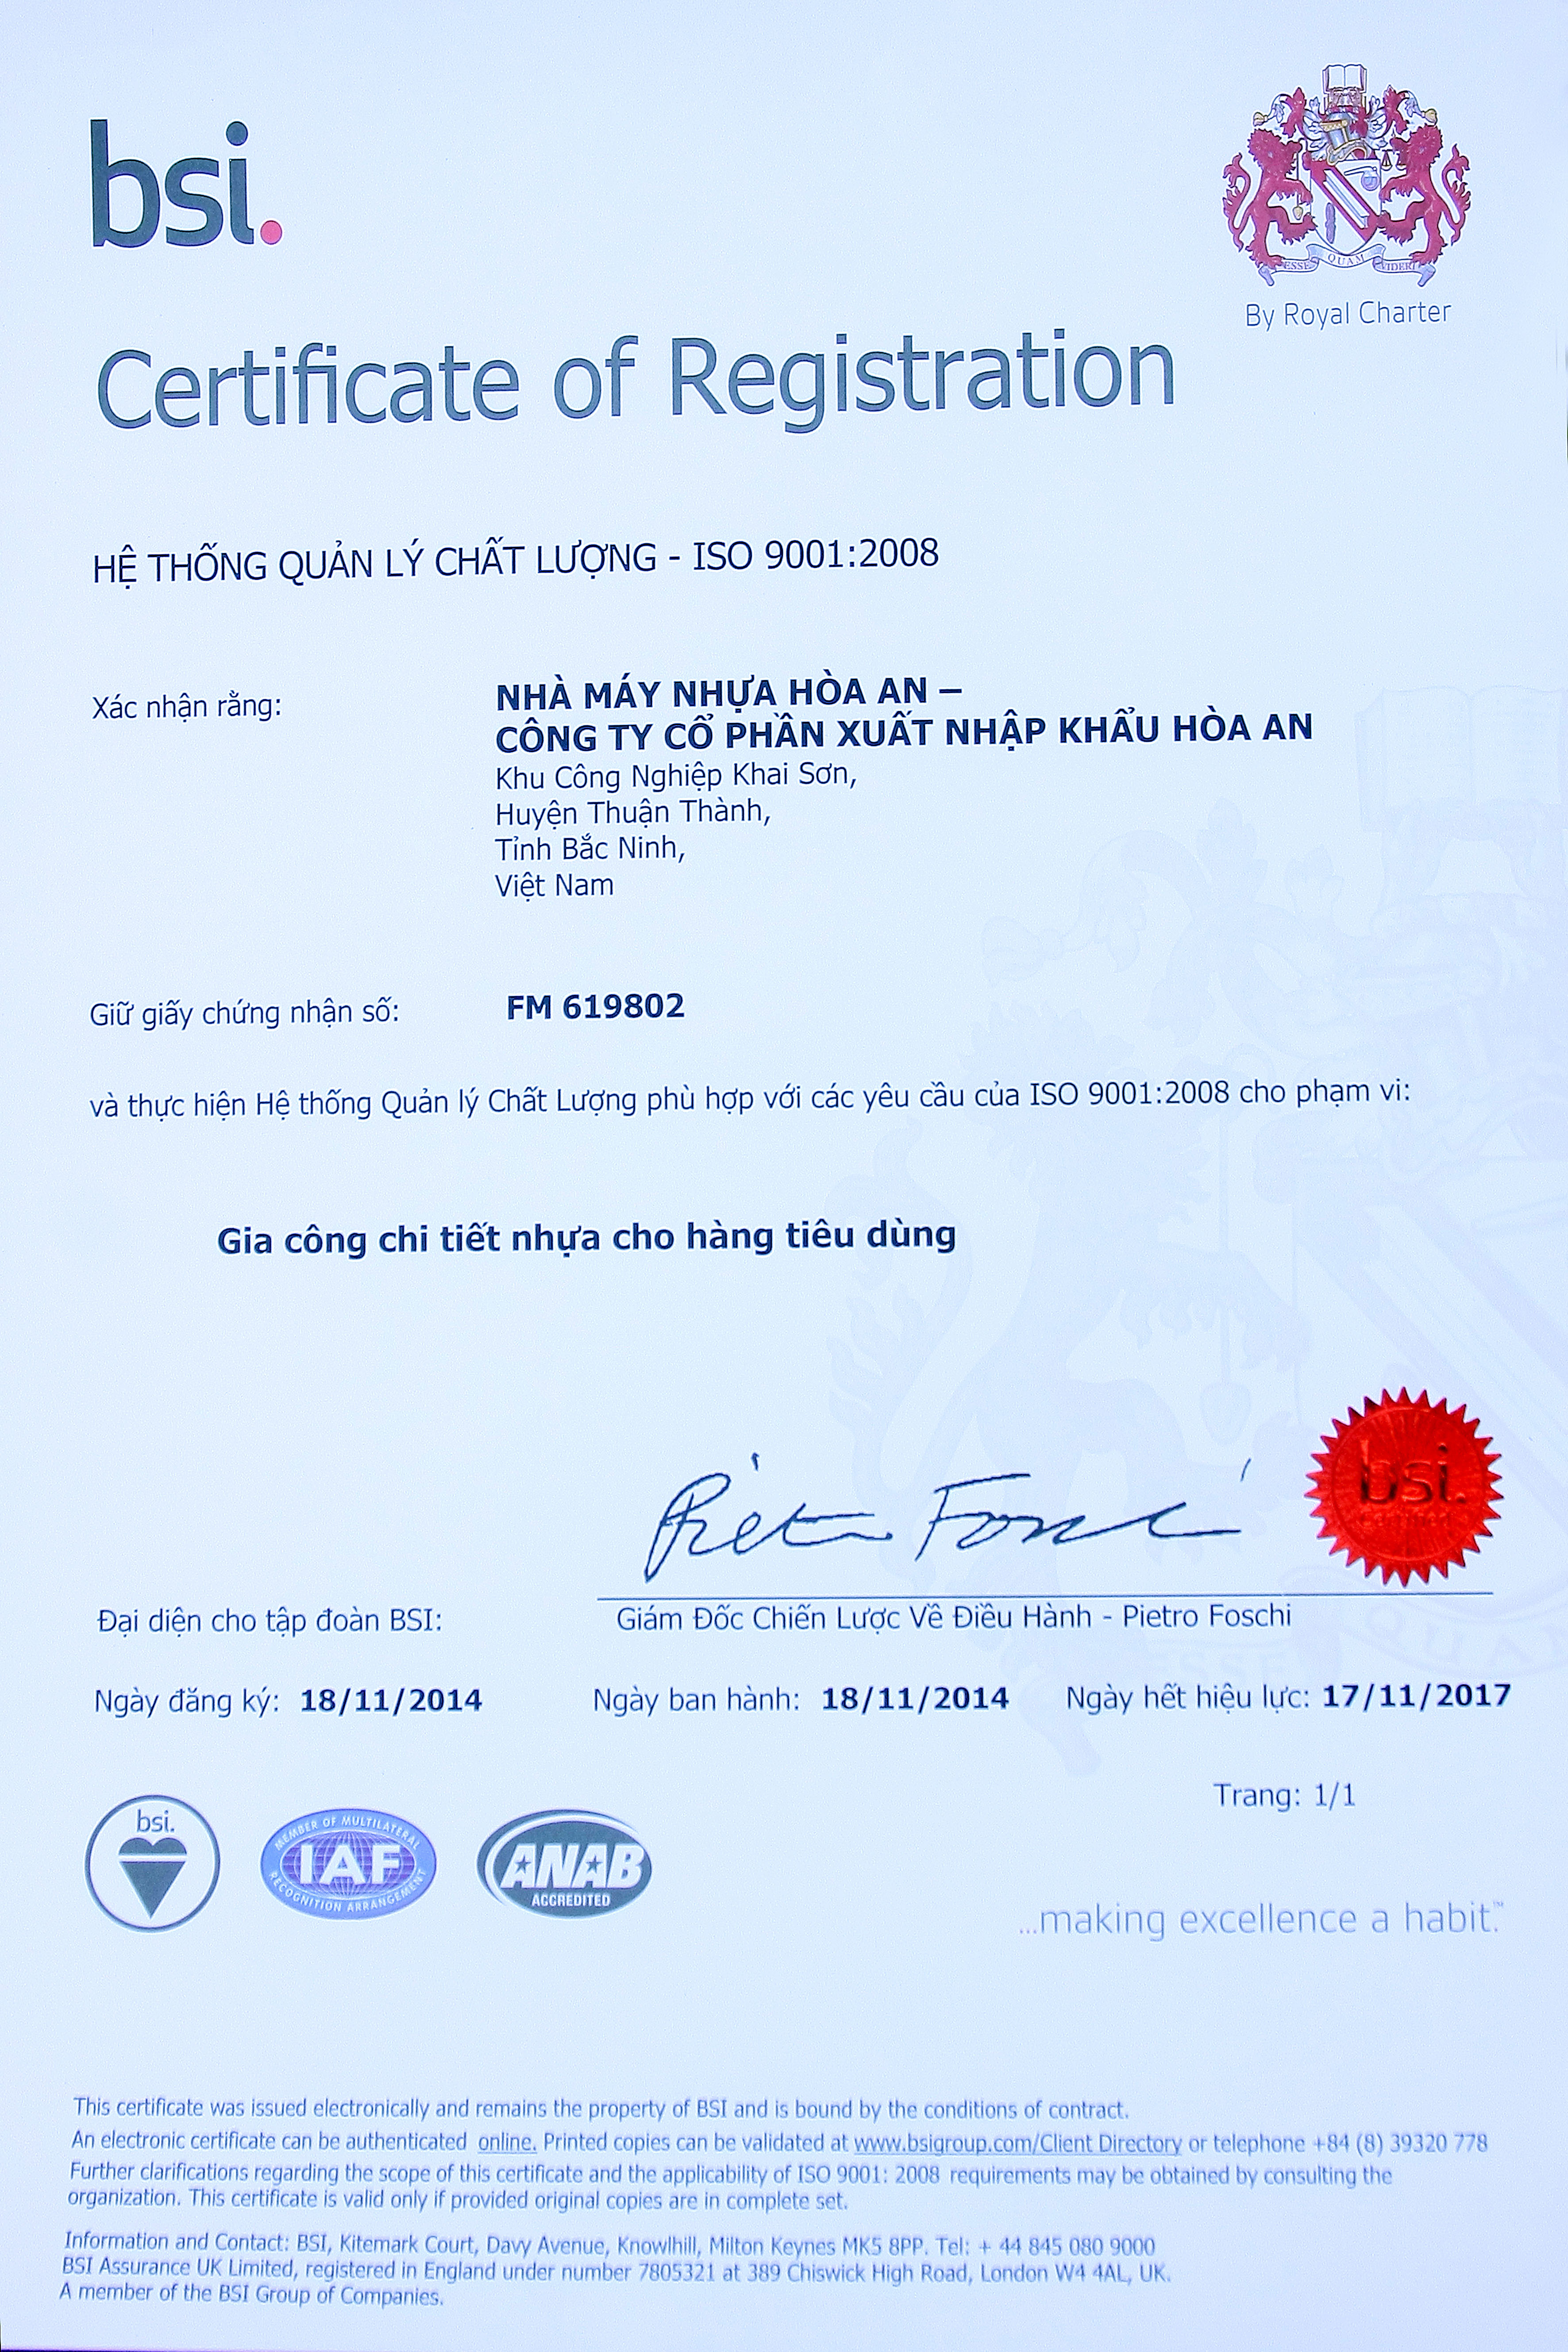 bsi.
ESSE QUAM VIDERI
By Royal Charter
Certificate of Registration
HỆ THỐNG QUẢN LÝ CHẤT LƯỢNG - ISO 9001:2008
Xác nhận rằng:
NHÀ MÁY NHỰA HÒA AN –
CÔNG TY CỔ PHẦN XUẤT NHẬP KHẨU HÒA AN
Khu Công Nghiệp Khai Sơn,
Huyện Thuận Thành,
Tỉnh Bắc Ninh,
Việt Nam
Giữ giấy chứng nhận số: FM 619802
và thực hiện Hệ thống Quản lý Chất Lượng phù hợp với các yêu cầu của ISO 9001:2008 cho phạm vi:
Gia công chi tiết nhựa cho hàng tiêu dùng
bsi.
Đại diện cho tập đoàn BSI: Giám Đốc Chiến Lược Về Điều Hành - Pietro Foschi
Ngày đăng ký: 18/11/2014 Ngày ban hành: 18/11/2014 Ngày hết hiệu lực: 17/11/2017
Trang: 1/1
bsi.
MEMBER OF MULTILATERAL
IAF
RECOGNITION ARRANGEMENT
ANAB
ACCREDITED
...making excellence a habit.™
This certificate was issued electronically and remains the property of BSI and is bound by the conditions of contract.
An electronic certificate can be authenticated online. Printed copies can be validated at www.bsigroup.com/Client Directory or telephone +84 (8) 39320 778
Further clarifications regarding the scope of this certificate and the applicability of ISO 9001: 2008 requirements may be obtained by consulting the
organization. This certificate is valid only if provided original copies are in complete set.
Information and Contact: BSI, Kitemark Court, Davy Avenue, Knowlhill, Milton Keynes MK5 8PP. Tel: + 44 845 080 9000
BSI Assurance UK Limited, registered in England under number 7805321 at 389 Chiswick High Road, London W4 4AL, UK.
A member of the BSI Group of Companies.